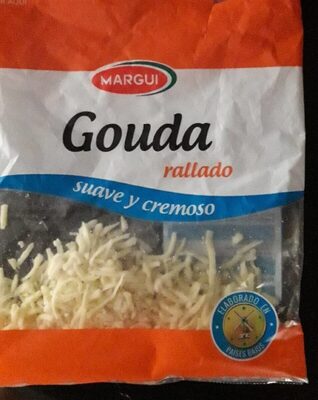 MARGUI
Gouda
rallado
suave y cremoso
ELABORADO EN
PAÍSES BAJOS